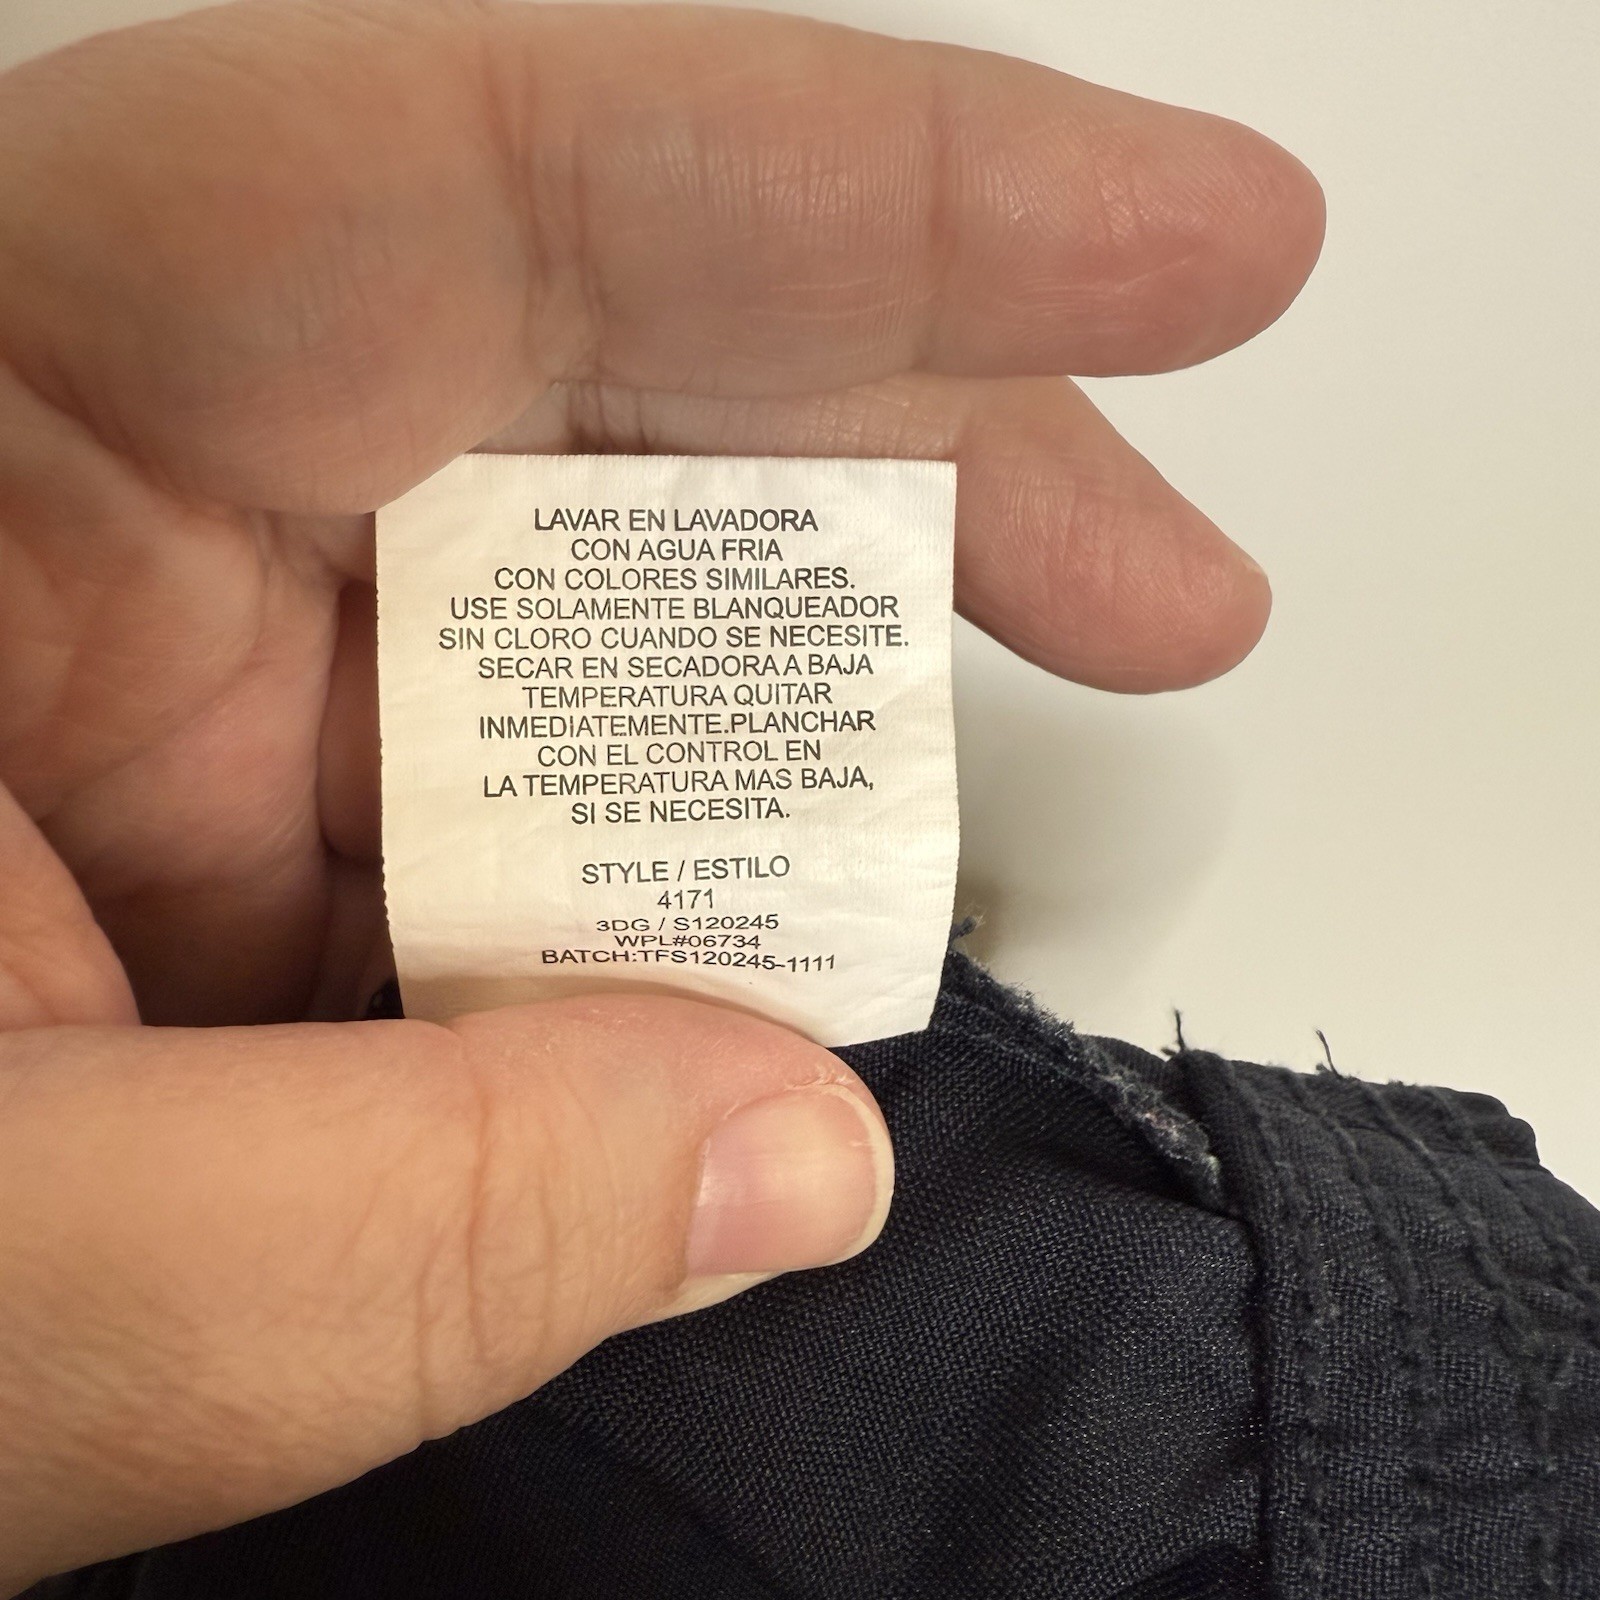 LAVAR EN LAVADORA
CON AGUA FRIA
CON COLORES SIMILARES.
USE SOLAMENTE BLANQUEADOR
SIN CLORO CUANDO SE NECESITE.
SECAR EN SECADORA A BAJA
TEMPERATURA QUITAR
INMEDIATEMENTE.PLANCHAR
CON EL CONTROL EN
LA TEMPERATURA MAS BAJA,
SI SE NECESITA.
STYLE / ESTILO
4171
3DG / S120245
WPL#06734
BATCH:TFS120245-1111